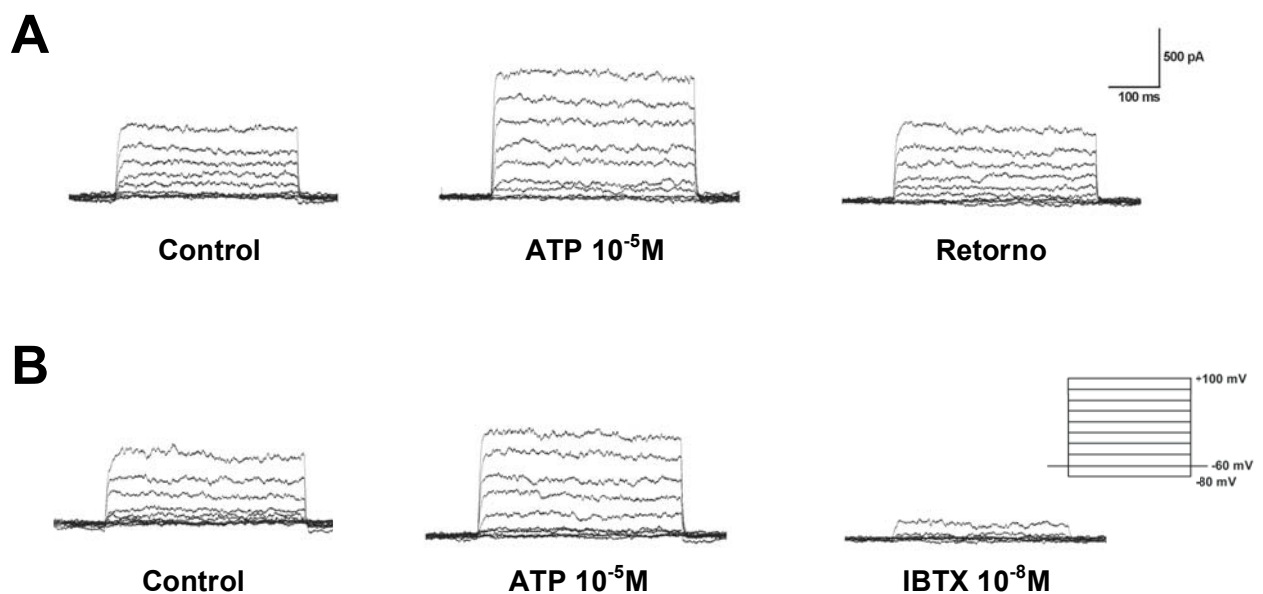 A
500 pA
100 ms
Control
ATP 10⁻⁵M
Retorno
B
+100 mV
-60 mV
-80 mV
Control
ATP 10⁻⁵M
IBTX 10⁻⁸M